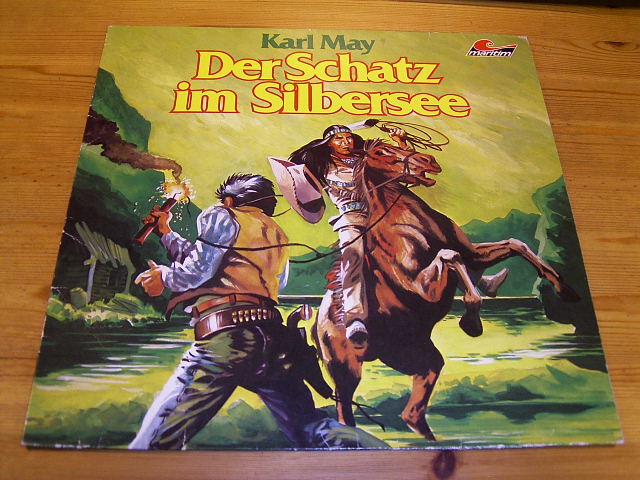 Karl May
maritim
Der Schatz
im Silbersee